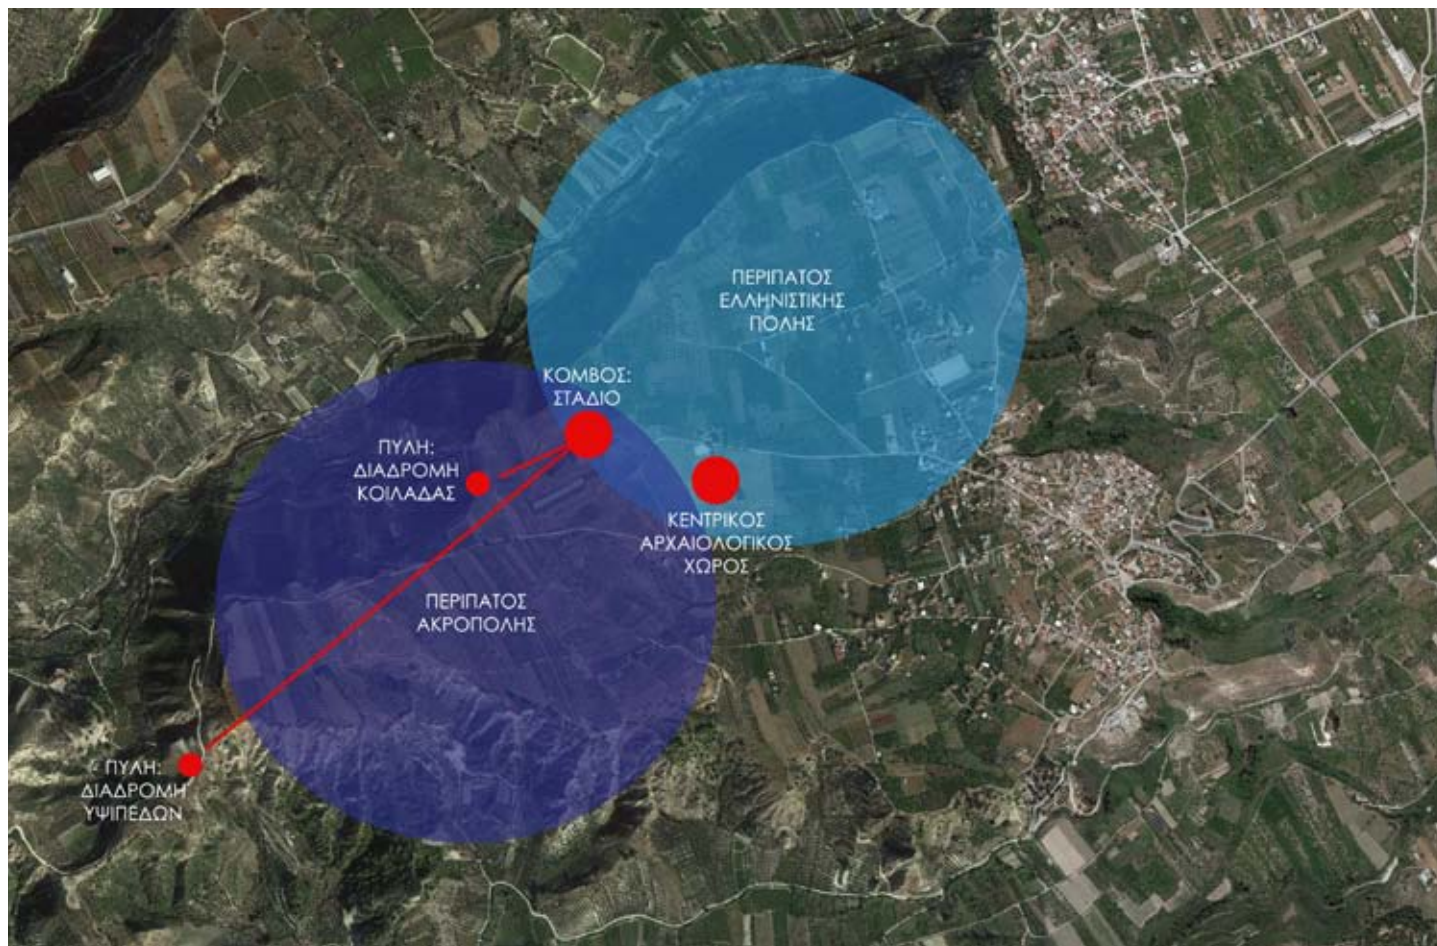 ΠΕΡΙΠΑΤΟΣ
ΕΛΛΗΝΙΣΤΙΚΗΣ
ΠΟΛΗΣ
ΚΟΜΒΟΣ:
ΣΤΑΔΙΟ
ΠΥΛΗ:
ΔΙΑΔΡΟΜΗ
ΚΟΙΛΑΔΑΣ
ΚΕΝΤΡΙΚΟΣ
ΑΡΧΑΙΟΛΟΓΙΚΟΣ
ΧΩΡΟΣ
ΠΕΡΙΠΑΤΟΣ
ΑΚΡΟΠΟΛΗΣ
ΠΥΛΗ:
ΔΙΑΔΡΟΜΗ
ΥΨΙΠΕΔΩΝ